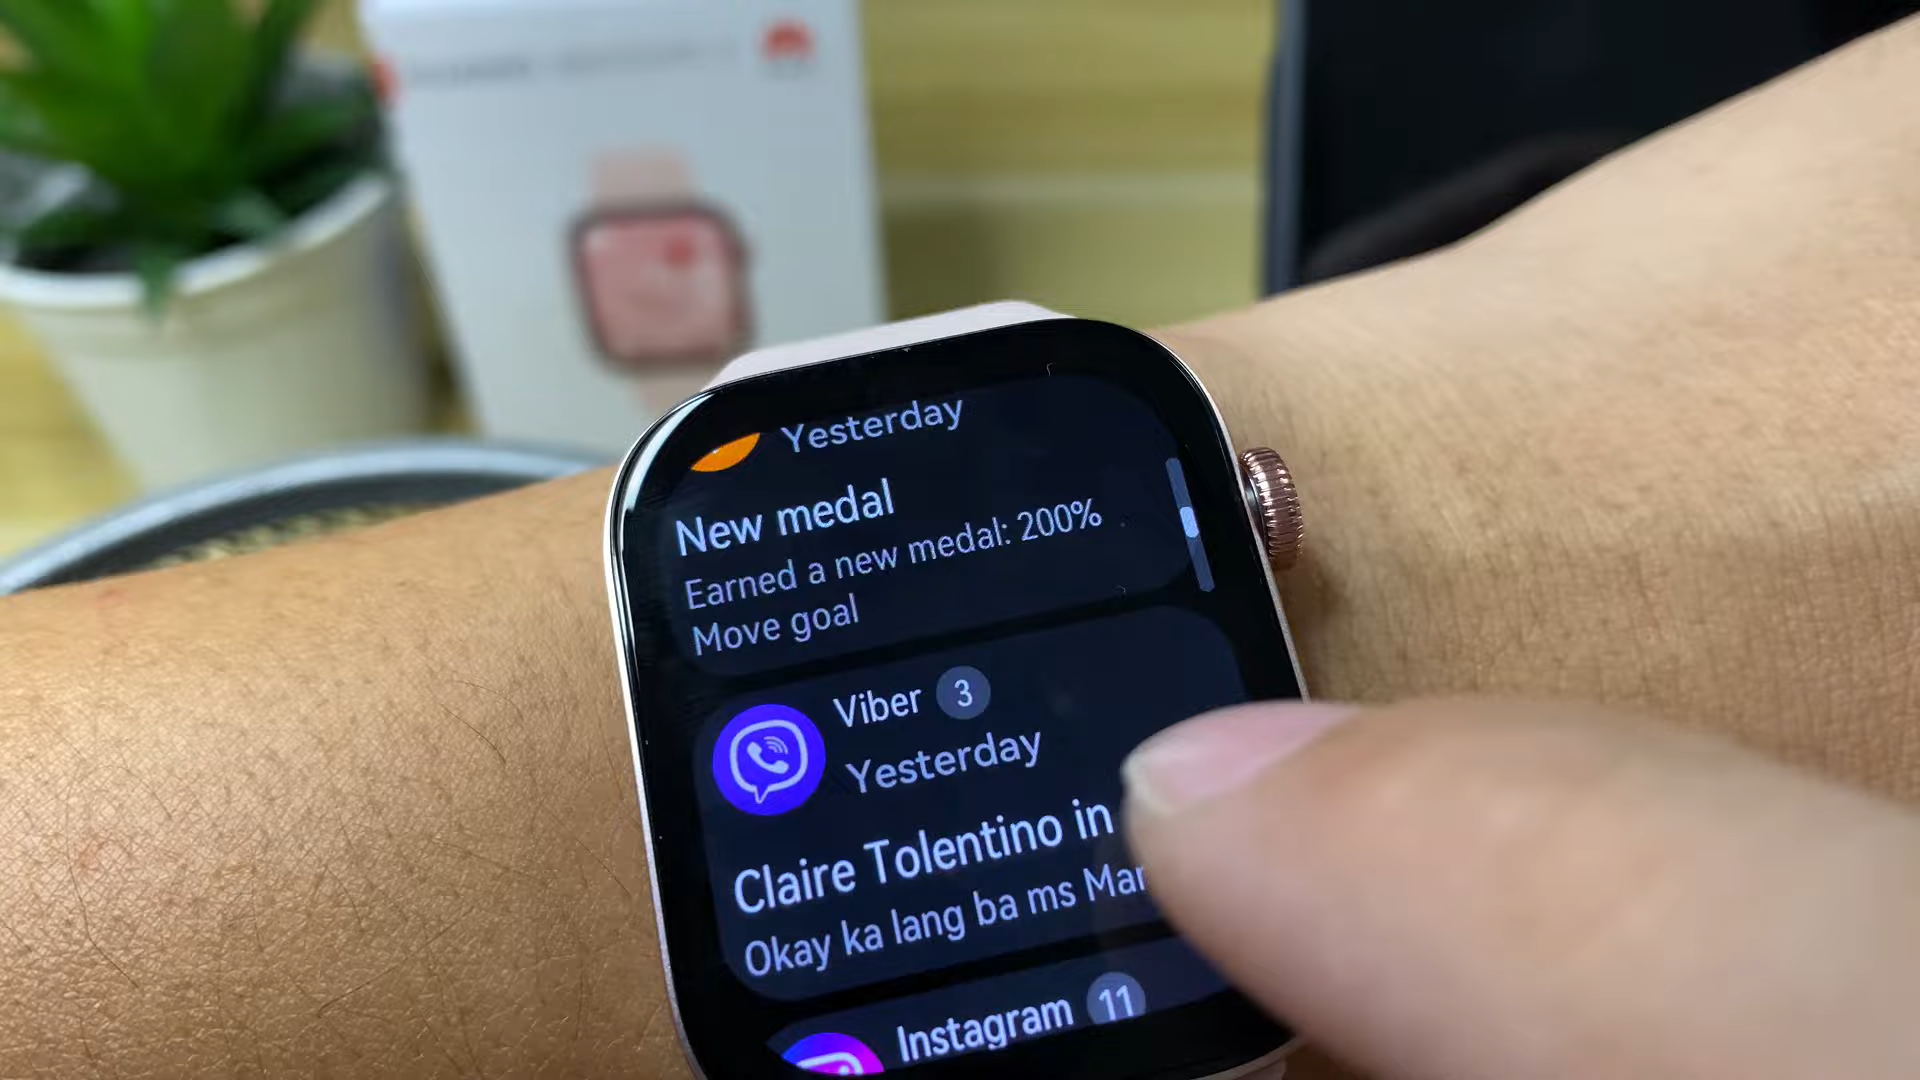 Yesterday
New medal
Earned a new medal: 200%
Move goal
Viber 3
Yesterday
Claire Tolentino in
Okay ka lang ba ms
Instagram 11